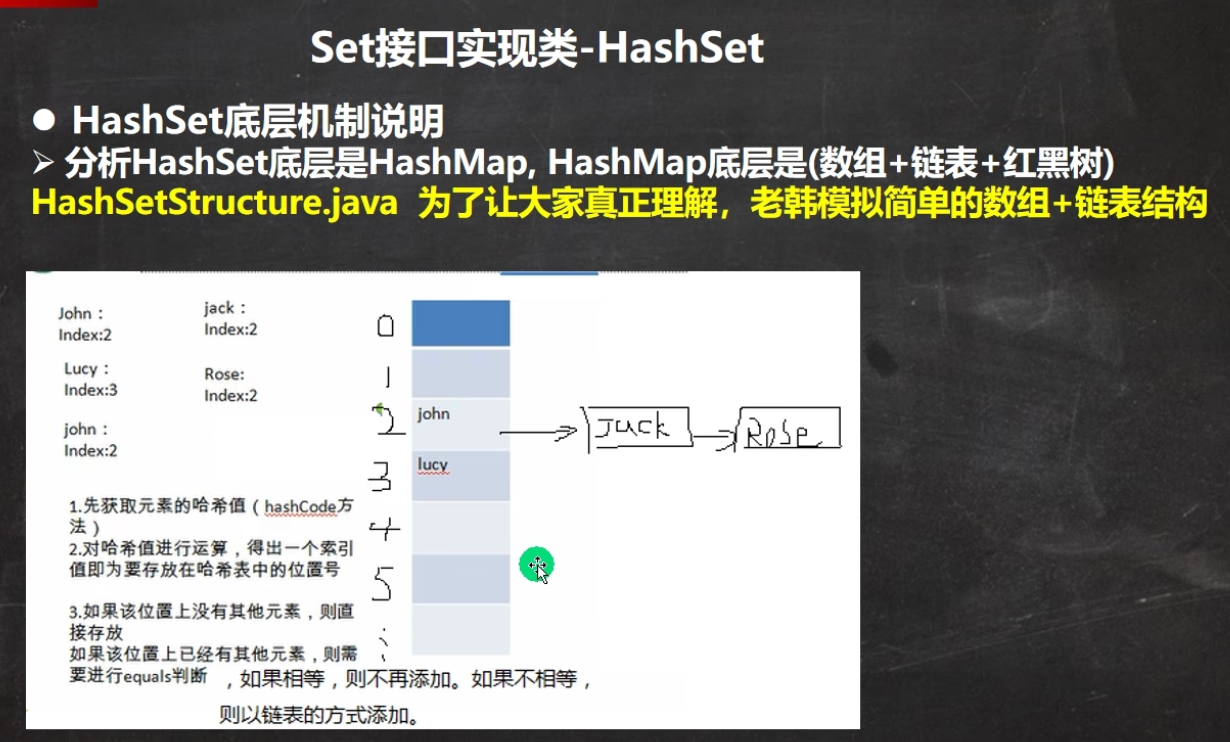 Set接口实现类-HashSet
● HashSet底层机制说明
➢ 分析HashSet底层是HashMap, HashMap底层是(数组+链表+红黑树)
HashSetStructure.java 为了让大家真正理解，老韩模拟简单的数组+链表结构
John：
Index:2
jack：
Index:2
Lucy：
Index:3
Rose:
Index:2
john：
Index:2
0
1
2
3
4
5
john
lucy
Jack
Rose
1.先获取元素的哈希值（hashCode方
法）
2.对哈希值进行运算，得出一个索引
值即为要存放在哈希表中的位置号
3.如果该位置上没有其他元素，则直
接存放
如果该位置上已经有其他元素，则需
要进行equals判断 ，如果相等，则不再添加。如果不相等，
则以链表的方式添加。